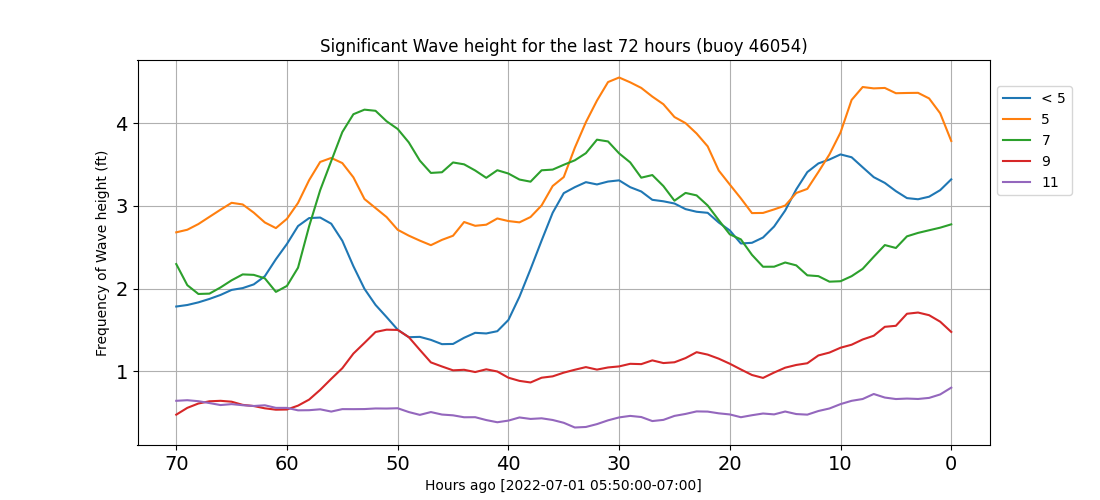 Significant Wave height for the last 72 hours (buoy 46054)
Frequency of Wave height (ft)
4
3
2
1
70 60 50 40 30 20 10 0
Hours ago [2022-07-01 05:50:00-07:00]
< 5
5
7
9
11